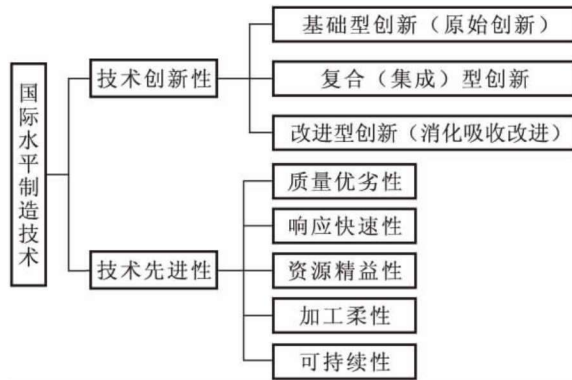 国际水平制造技术
技术创新性
基础型创新（原始创新）
复合（集成）型创新
改进型创新（消化吸收改进）
技术先进性
质量优劣性
响应快速性
资源精益性
加工柔性
可持续性